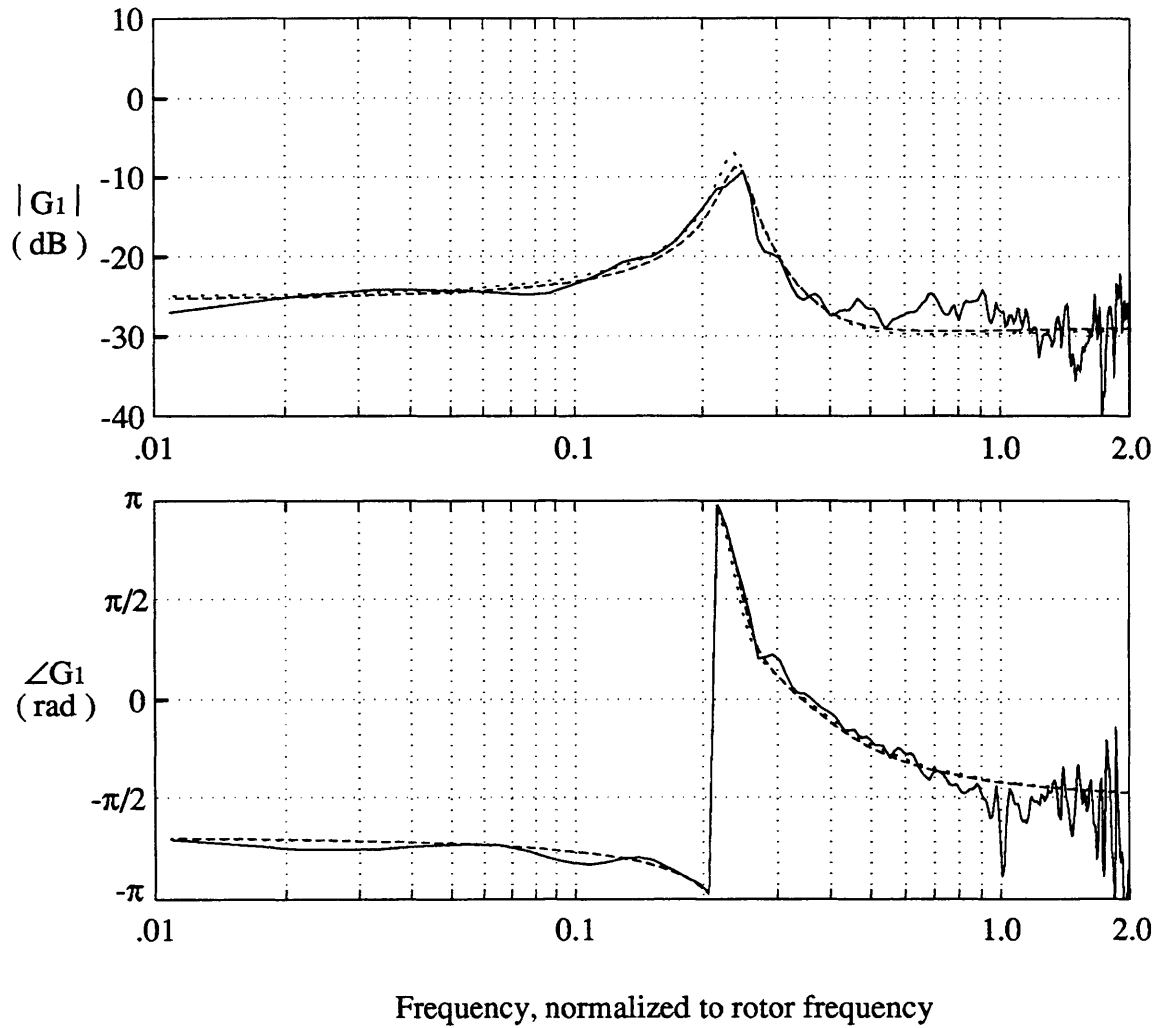 10
0
-10
-20
-30
-40
|G1|
(dB)
.01
0.1
1.0
2.0
π
π/2
0
-π/2
-π
∠G1
(rad)
.01
0.1
1.0
2.0
Frequency, normalized to rotor frequency